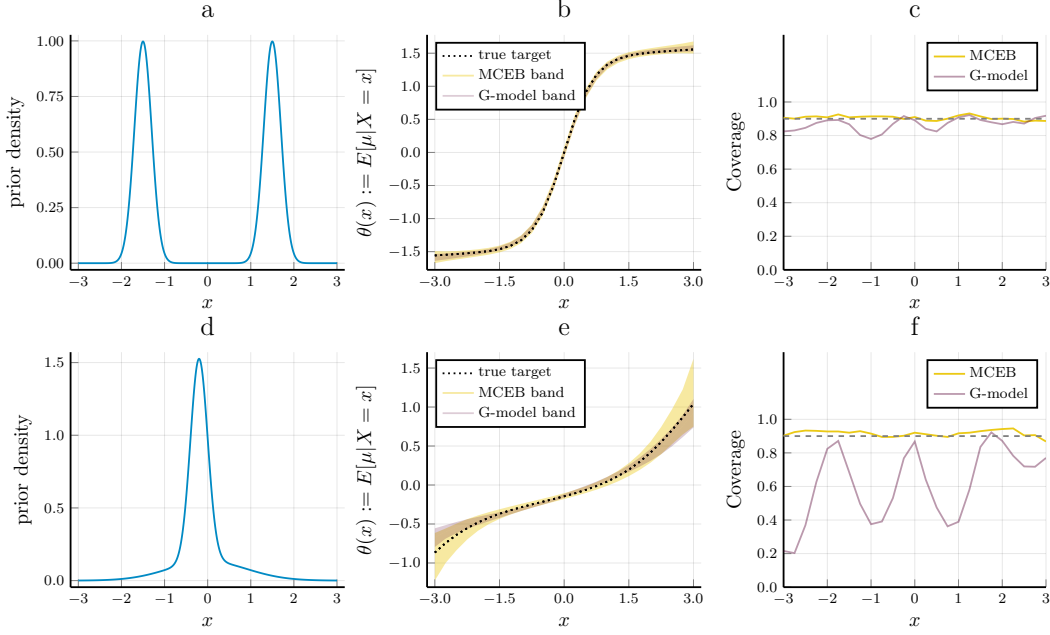 a
prior density
1.00
0.75
0.50
0.25
0.00
−3 −2 −1 0 1 2 3
x
b
θ(x) := E[μ|X = x]
true target
MCEB band
G-model band
1.5
1.0
0.5
0.0
−0.5
−1.0
−1.5
−3.0 −1.5 0.0 1.5 3.0
x
c
Coverage
MCEB
G-model
1.0
0.8
0.6
0.4
0.2
0.0
−3 −2 −1 0 1 2 3
x
d
prior density
1.5
1.0
0.5
0.0
−3 −2 −1 0 1 2 3
x
e
θ(x) := E[μ|X = x]
true target
MCEB band
G-model band
1.5
1.0
0.5
0.0
−0.5
−1.0
−3.0 −1.5 0.0 1.5 3.0
x
f
Coverage
MCEB
G-model
1.0
0.8
0.6
0.4
0.2
0.0
−3 −2 −1 0 1 2 3
x